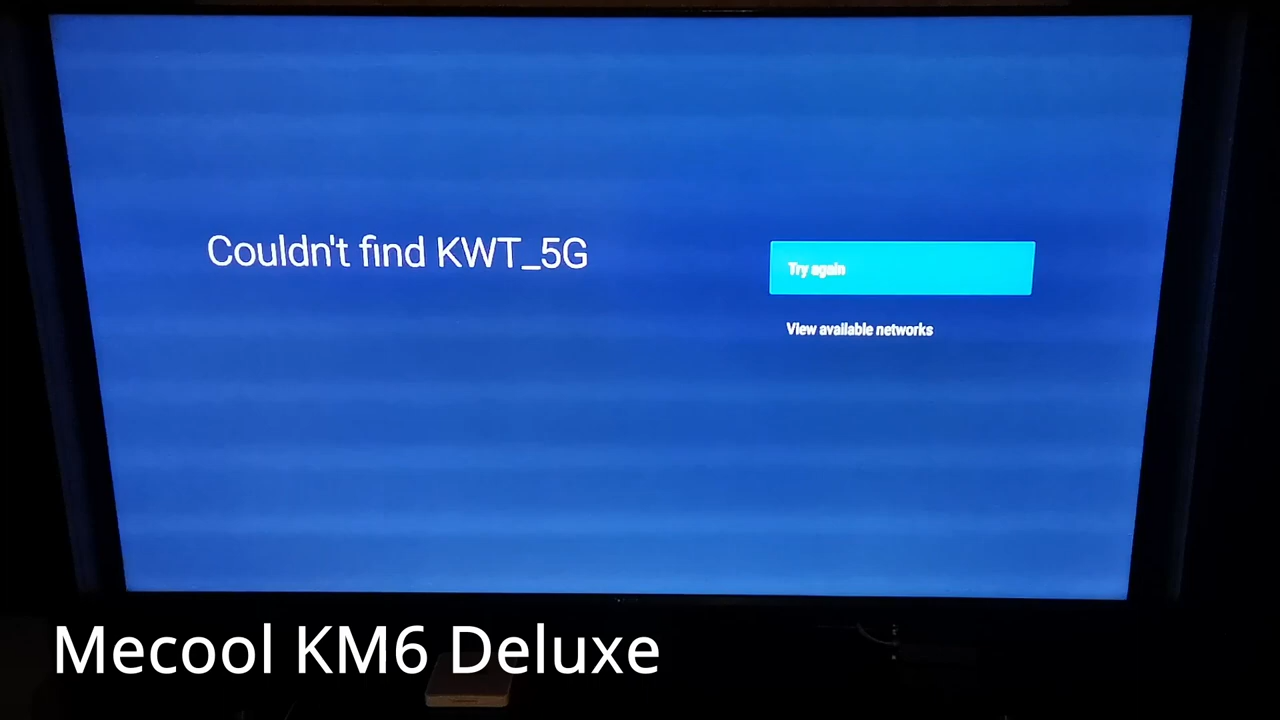 Couldn't find KWT_5G
Try again
View available networks
Mecool KM6 Deluxe